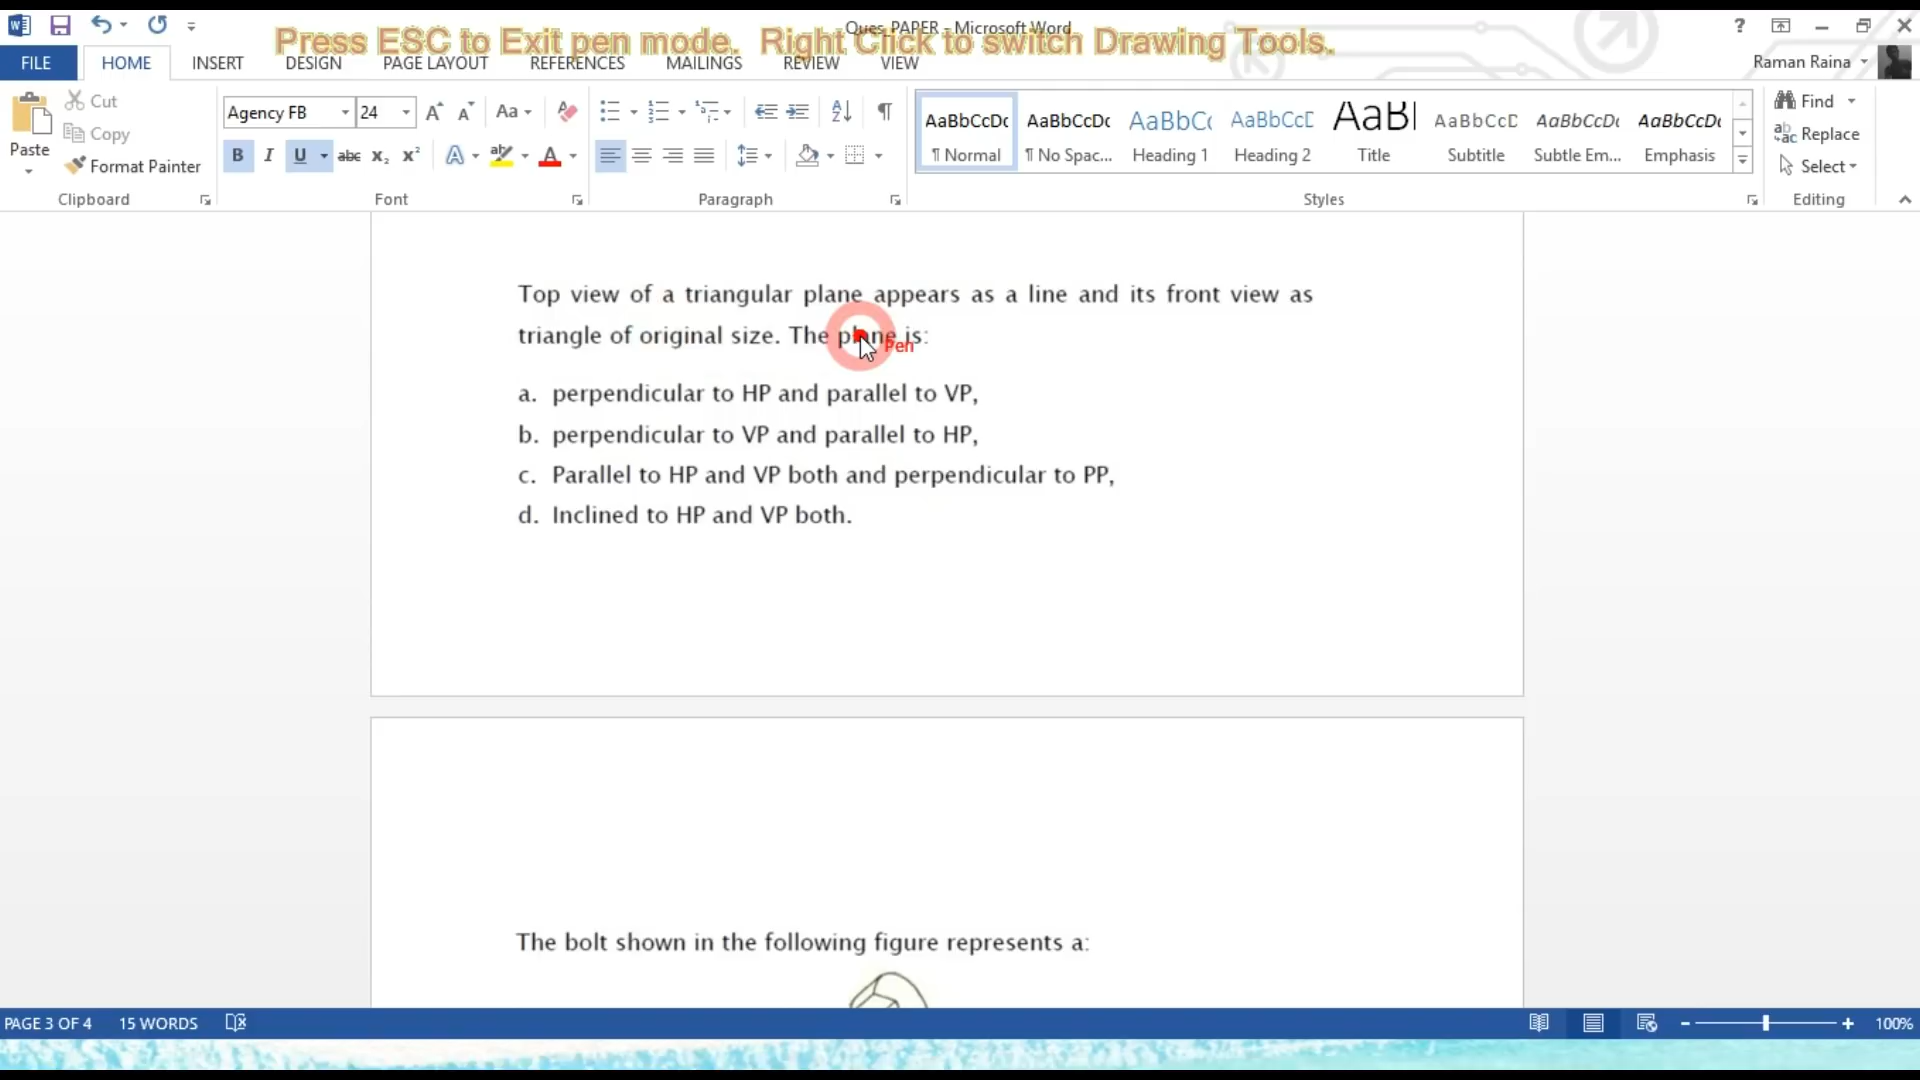 Ques_PAPER - Microsoft Word
Press ESC to Exit pen mode. Right Click to switch Drawing Tools.
FILE HOME INSERT DESIGN PAGE LAYOUT REFERENCES MAILINGS REVIEW VIEW
Raman Raina
Paste
Cut
Copy
Format Painter
Clipboard
Agency FB 24
Font
Paragraph
AaBbCcDc AaBbCcDc AaBbCc AaBbCcC AaB AaBbCcD AaBbCcDc AaBbCcDc
¶ Normal ¶ No Spac... Heading 1 Heading 2 Title Subtitle Subtle Em... Emphasis
Styles
Find
Replace
Select
Editing
Top view of a triangular plane appears as a line and its front view as
triangle of original size. The plane is:
Pen
a. perpendicular to HP and parallel to VP,
b. perpendicular to VP and parallel to HP,
c. Parallel to HP and VP both and perpendicular to PP,
d. Inclined to HP and VP both.
The bolt shown in the following figure represents a:
PAGE 3 OF 4 15 WORDS
100%